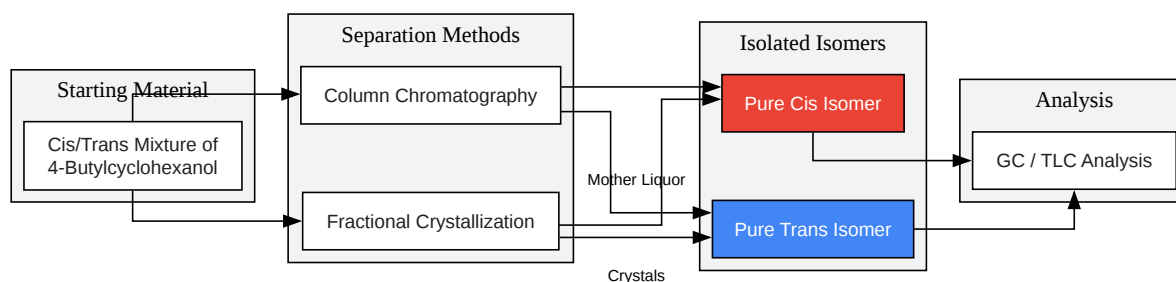 Starting Material
Cis/Trans Mixture of
4-Butylcyclohexanol
Separation Methods
Column Chromatography
Fractional Crystallization
Mother Liquor
Crystals
Isolated Isomers
Pure Cis Isomer
Pure Trans Isomer
Analysis
GC / TLC Analysis